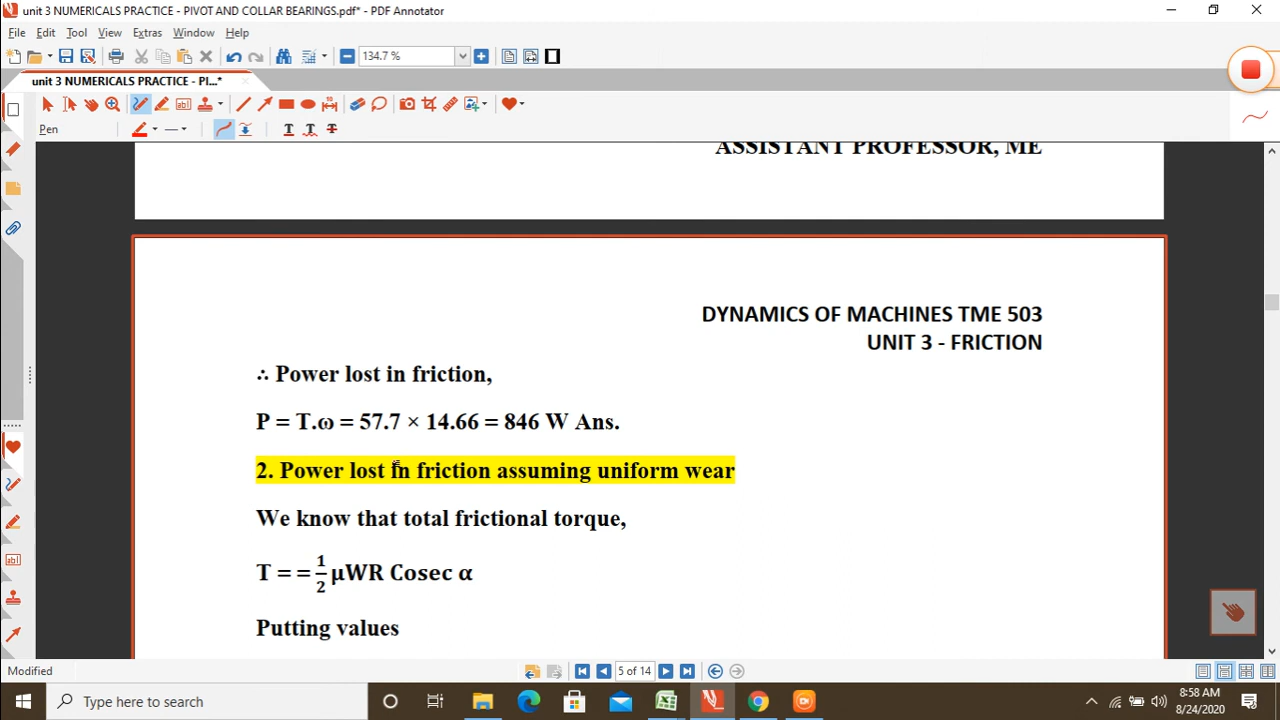 unit 3 NUMERICALS PRACTICE - PIVOT AND COLLAR BEARINGS.pdf* - PDF Annotator
File Edit Tool View Extras Window Help
134.7 %
unit 3 NUMERICALS PRACTICE - PI...*
Pen
ASSISTANT PROFESSOR, ME
DYNAMICS OF MACHINES TME 503
UNIT 3 - FRICTION
∴ Power lost in friction,
P = T.ω = 57.7 × 14.66 = 846 W Ans.
2. Power lost in friction assuming uniform wear
We know that total frictional torque,
T = = 1/2 μWR Cosec α
Putting values
Modified
5 of 14
Type here to search
8:58 AM
8/24/2020